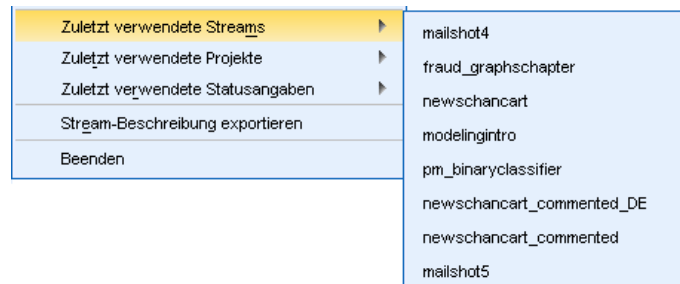 Zuletzt verwendete Streams
Zuletzt verwendete Projekte
Zuletzt verwendete Statusangaben
Stream-Beschreibung exportieren
Beenden
mailshot4
fraud_graphschapter
newschancart
modelingintro
pm_binaryclassifier
newschancart_commented_DE
newschancart_commented
mailshot5